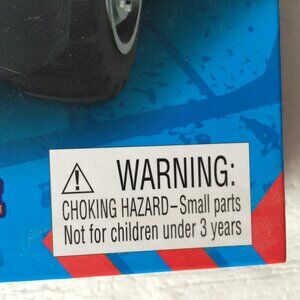 WARNING:
CHOKING HAZARD–Small parts
Not for children under 3 years